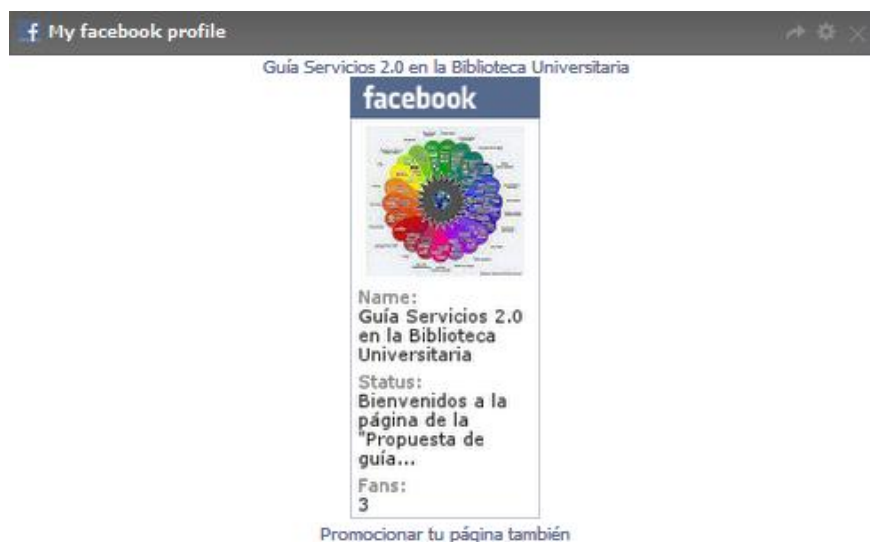 My facebook profile
Guía Servicios 2.0 en la Biblioteca Universitaria
facebook
Name:
Guía Servicios 2.0
en la Biblioteca
Universitaria
Status:
Bienvenidos a la
página de la
"Propuesta de
guía...
Fans:
3
Promocionar tu página también